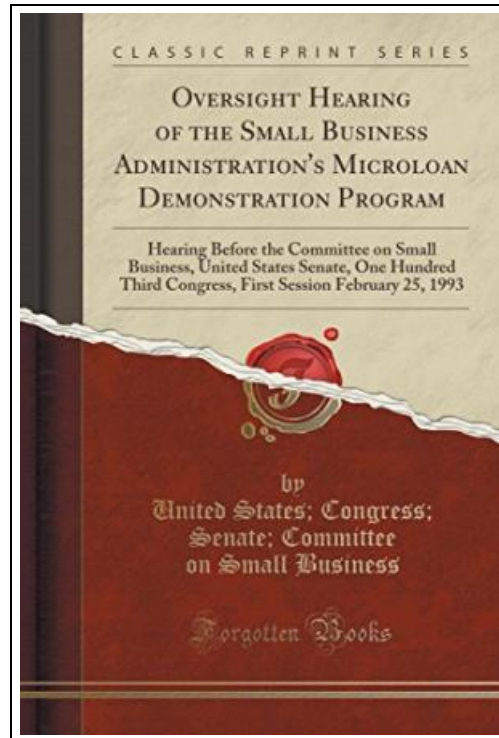 CLASSIC REPRINT SERIES
OVERSIGHT HEARING
OF THE SMALL BUSINESS
ADMINISTRATION'S MICROLOAN
DEMONSTRATION PROGRAM
Hearing Before the Committee on Small
Business, United States Senate, One Hundred
Third Congress, First Session February 25, 1993
by
United States; Congress;
Senate; Committee
on Small Business
Forgotten Books